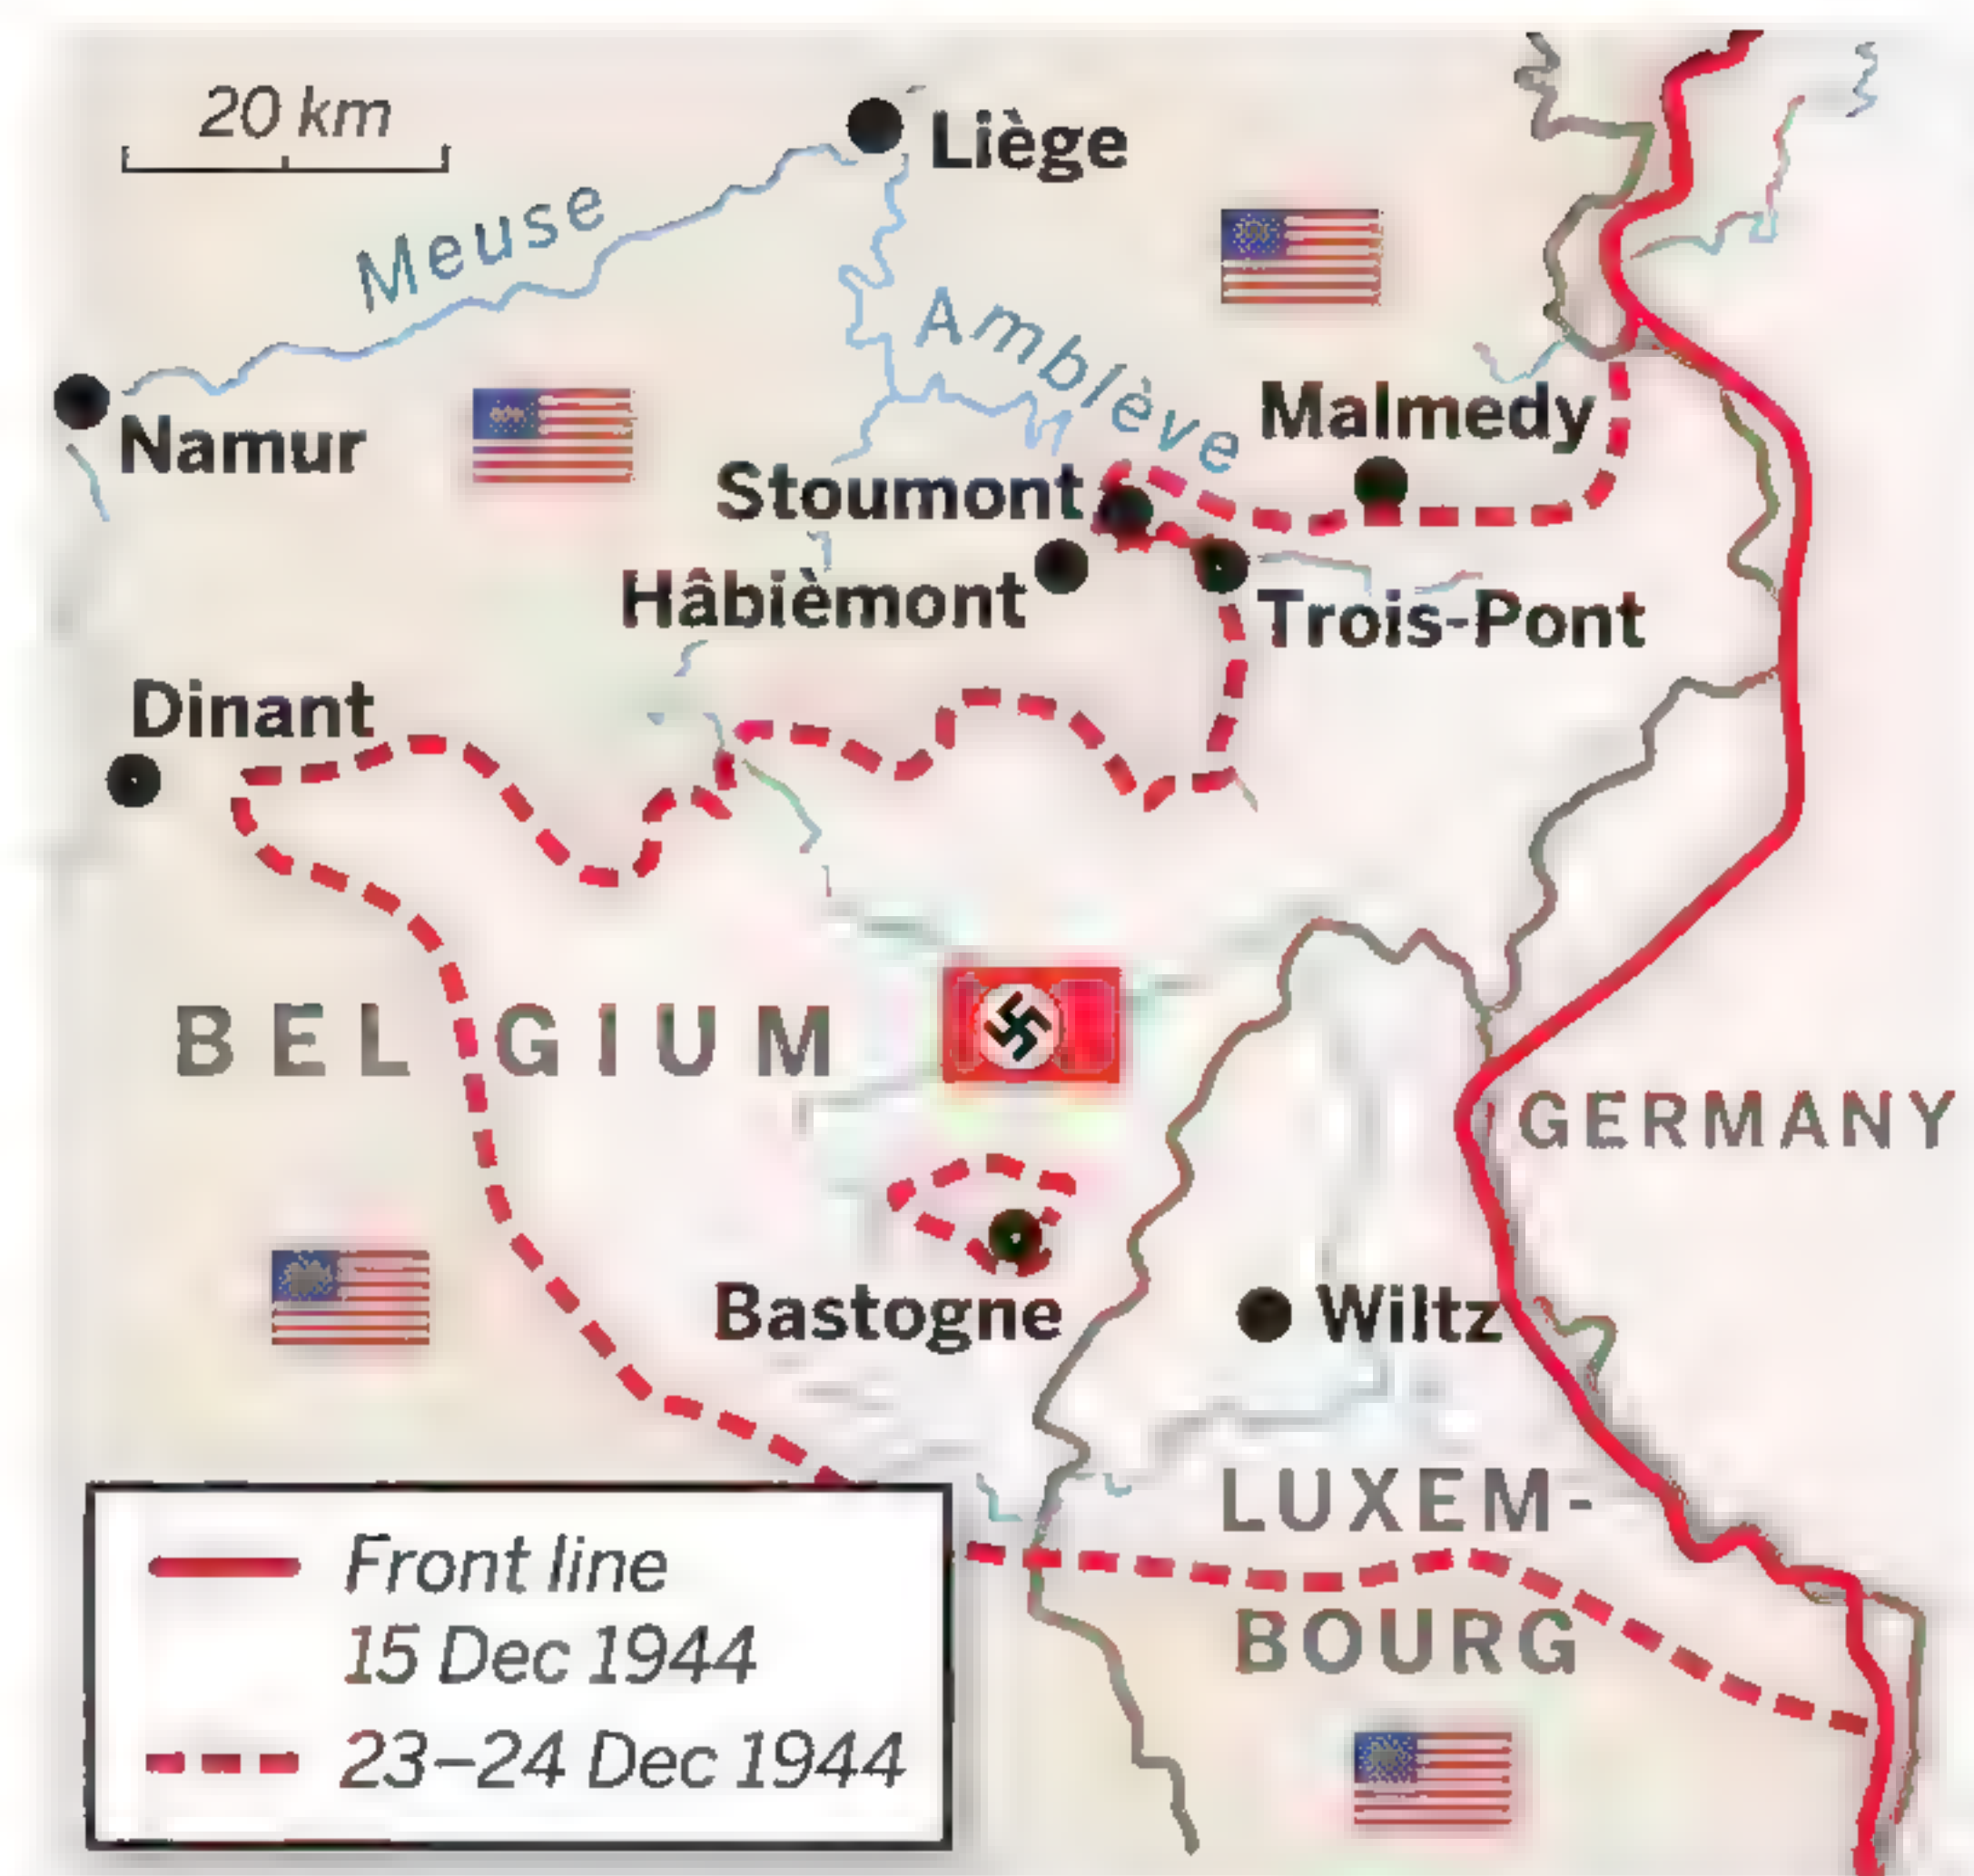 20 km
Liège
Meuse
Amblève
Namur
Malmedy
Stoumont
Hâbièmont
Trois-Pont
Dinant
BELGIUM
GERMANY
Bastogne
Wiltz
LUXEM-
BOURG
Front line
15 Dec 1944
23–24 Dec 1944